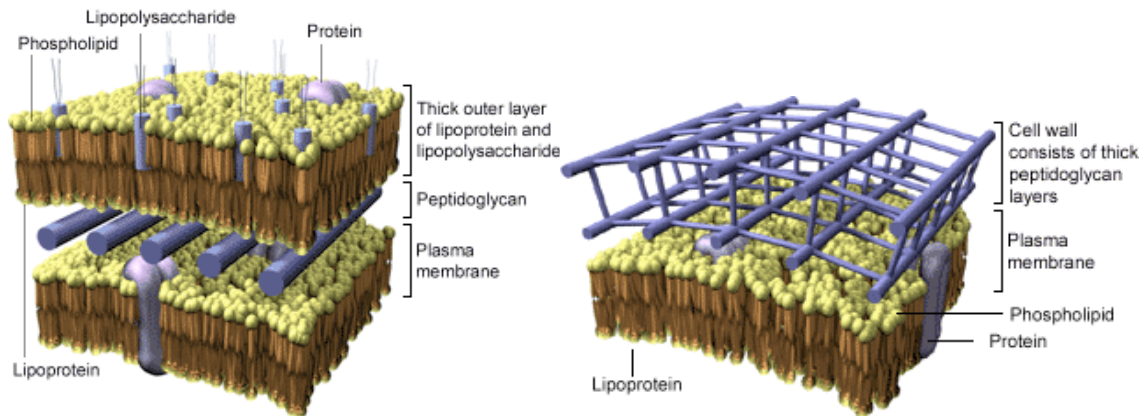 Lipopolysaccharide
Phospholipid
Protein
Thick outer layer
of lipoprotein and
lipopolysaccharide
Peptidoglycan
Plasma
membrane
Lipoprotein
Cell wall
consists of thick
peptidoglycan
layers
Plasma
membrane
Phospholipid
Protein
Lipoprotein